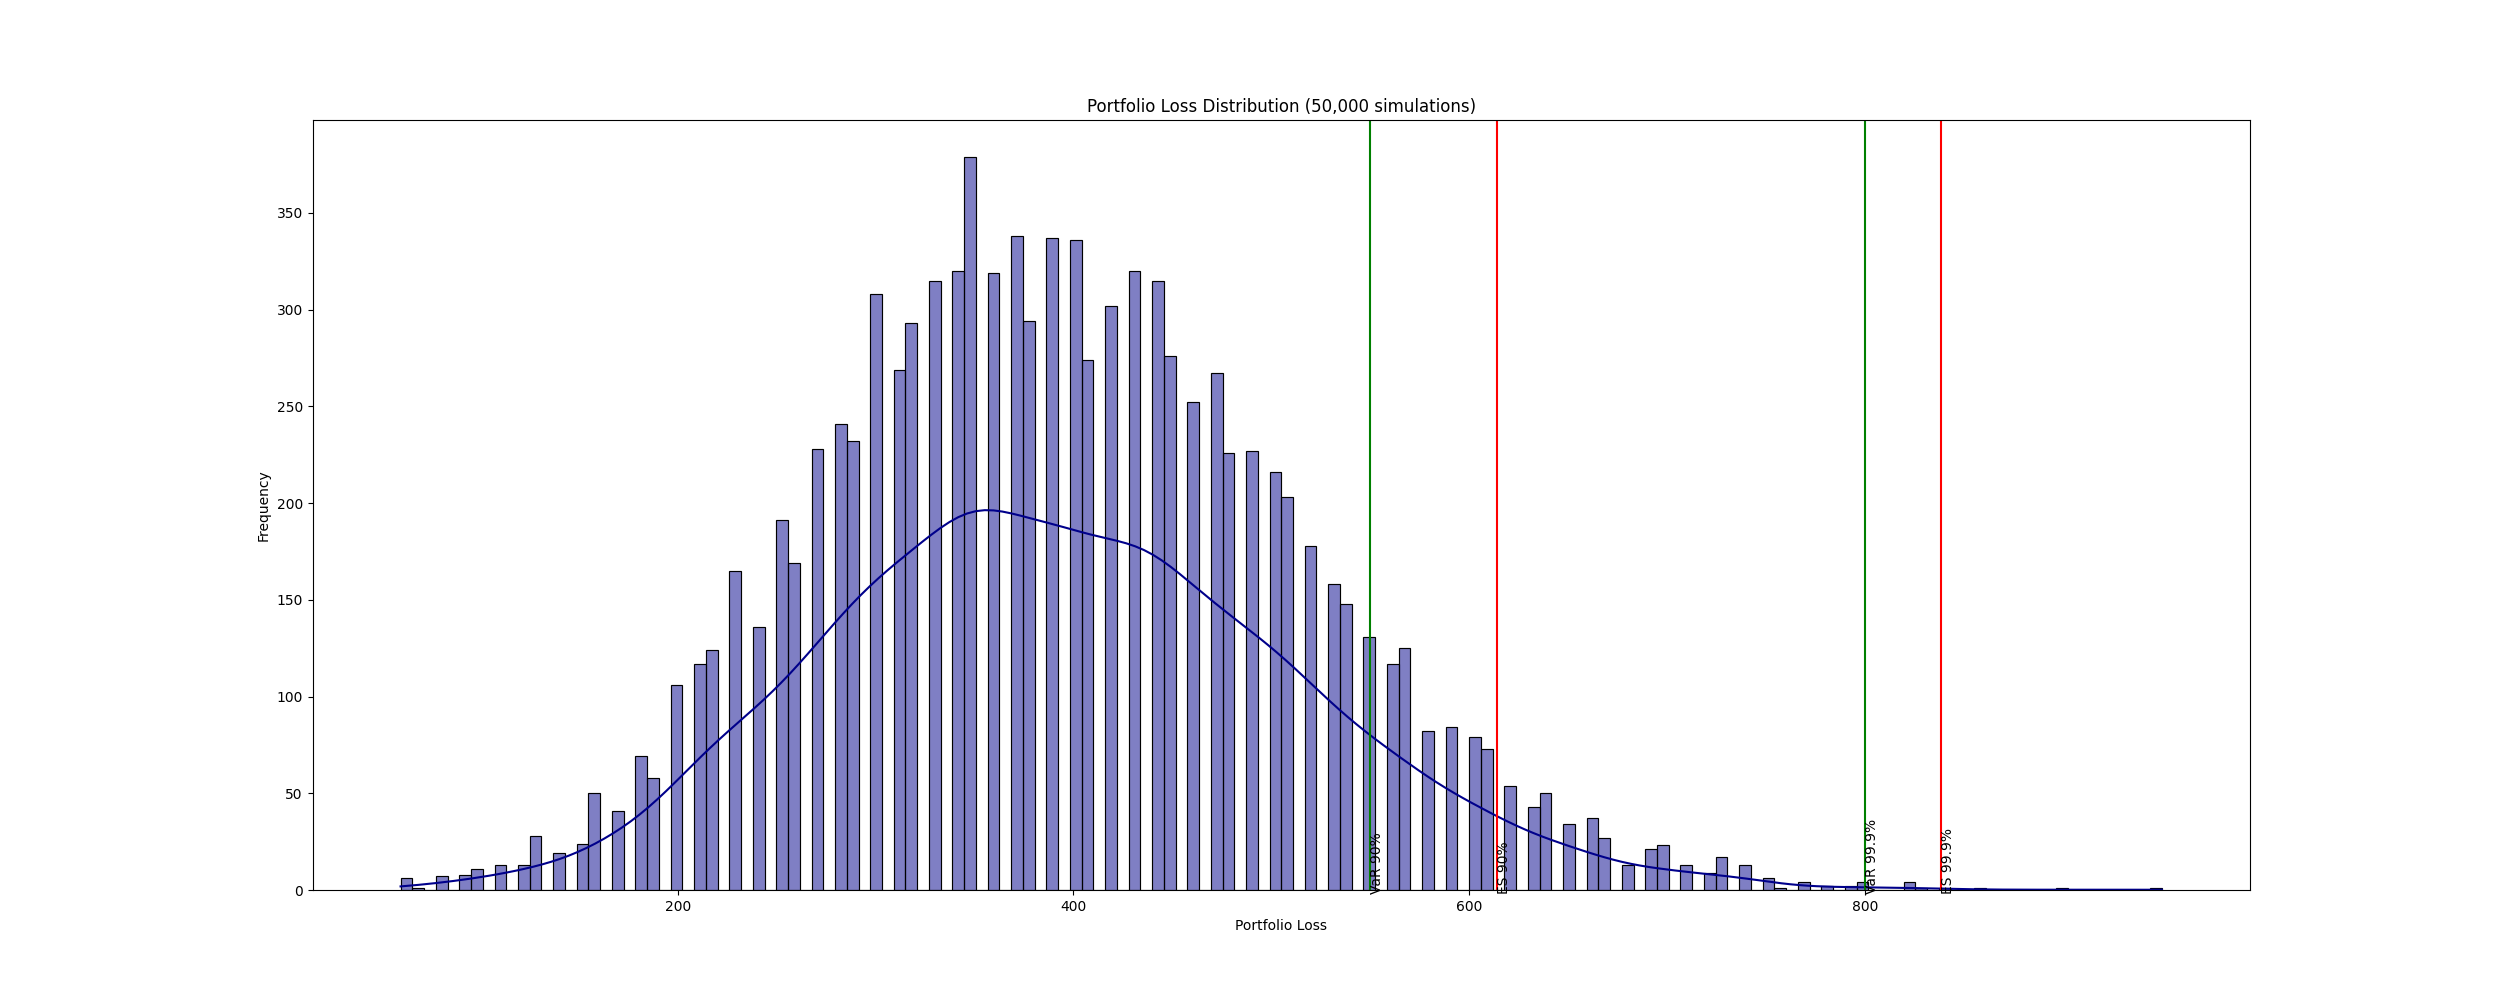 Portfolio Loss Distribution (50,000 simulations)
350
300
250
200
150
100
50
0
Frequency
VaR 90%
ES 90%
VaR 99.9%
ES 99.9%
200
400
600
800
Portfolio Loss